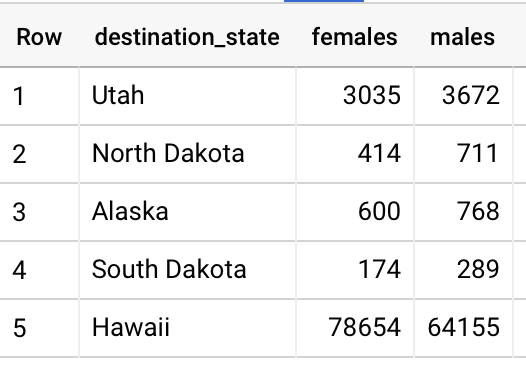 Row destination_state females males
1 Utah 3035 3672
2 North Dakota 414 711
3 Alaska 600 768
4 South Dakota 174 289
5 Hawaii 78654 64155